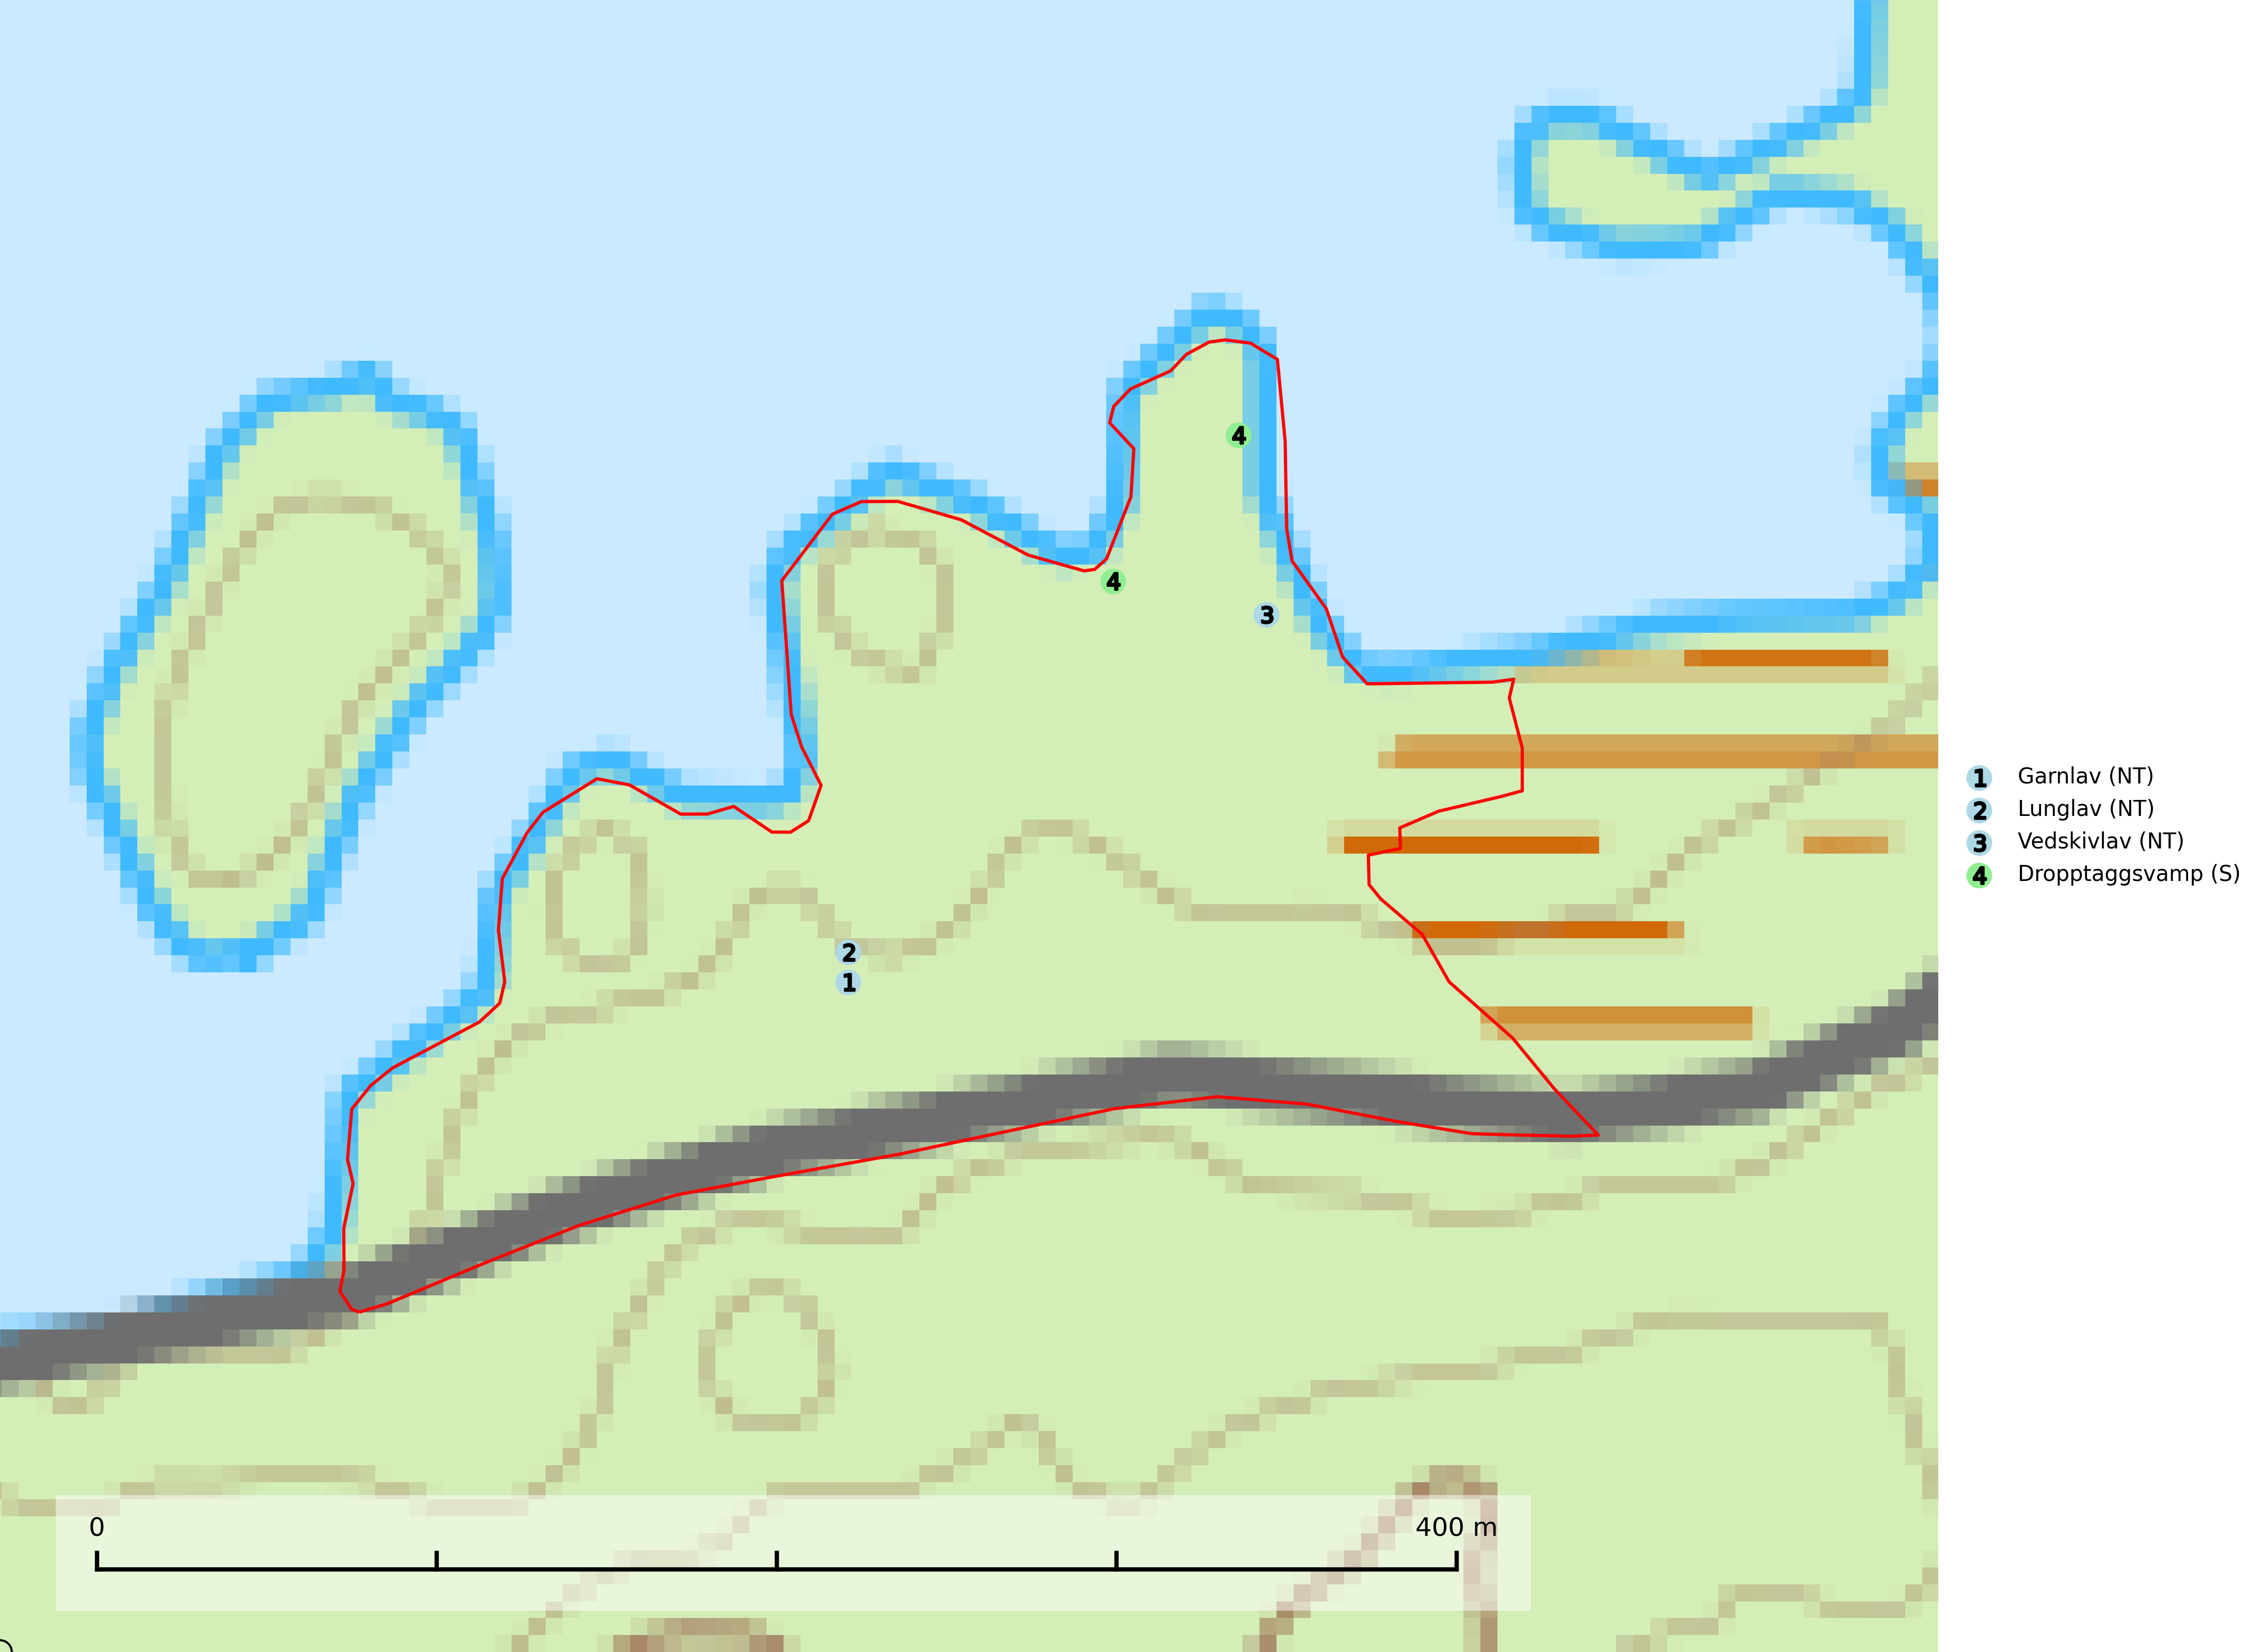 4
4
3
2
1
1 Garnlav (NT)
2 Lunglav (NT)
3 Vedskivlav (NT)
4 Dropptaggsvamp (S)
0 400 m